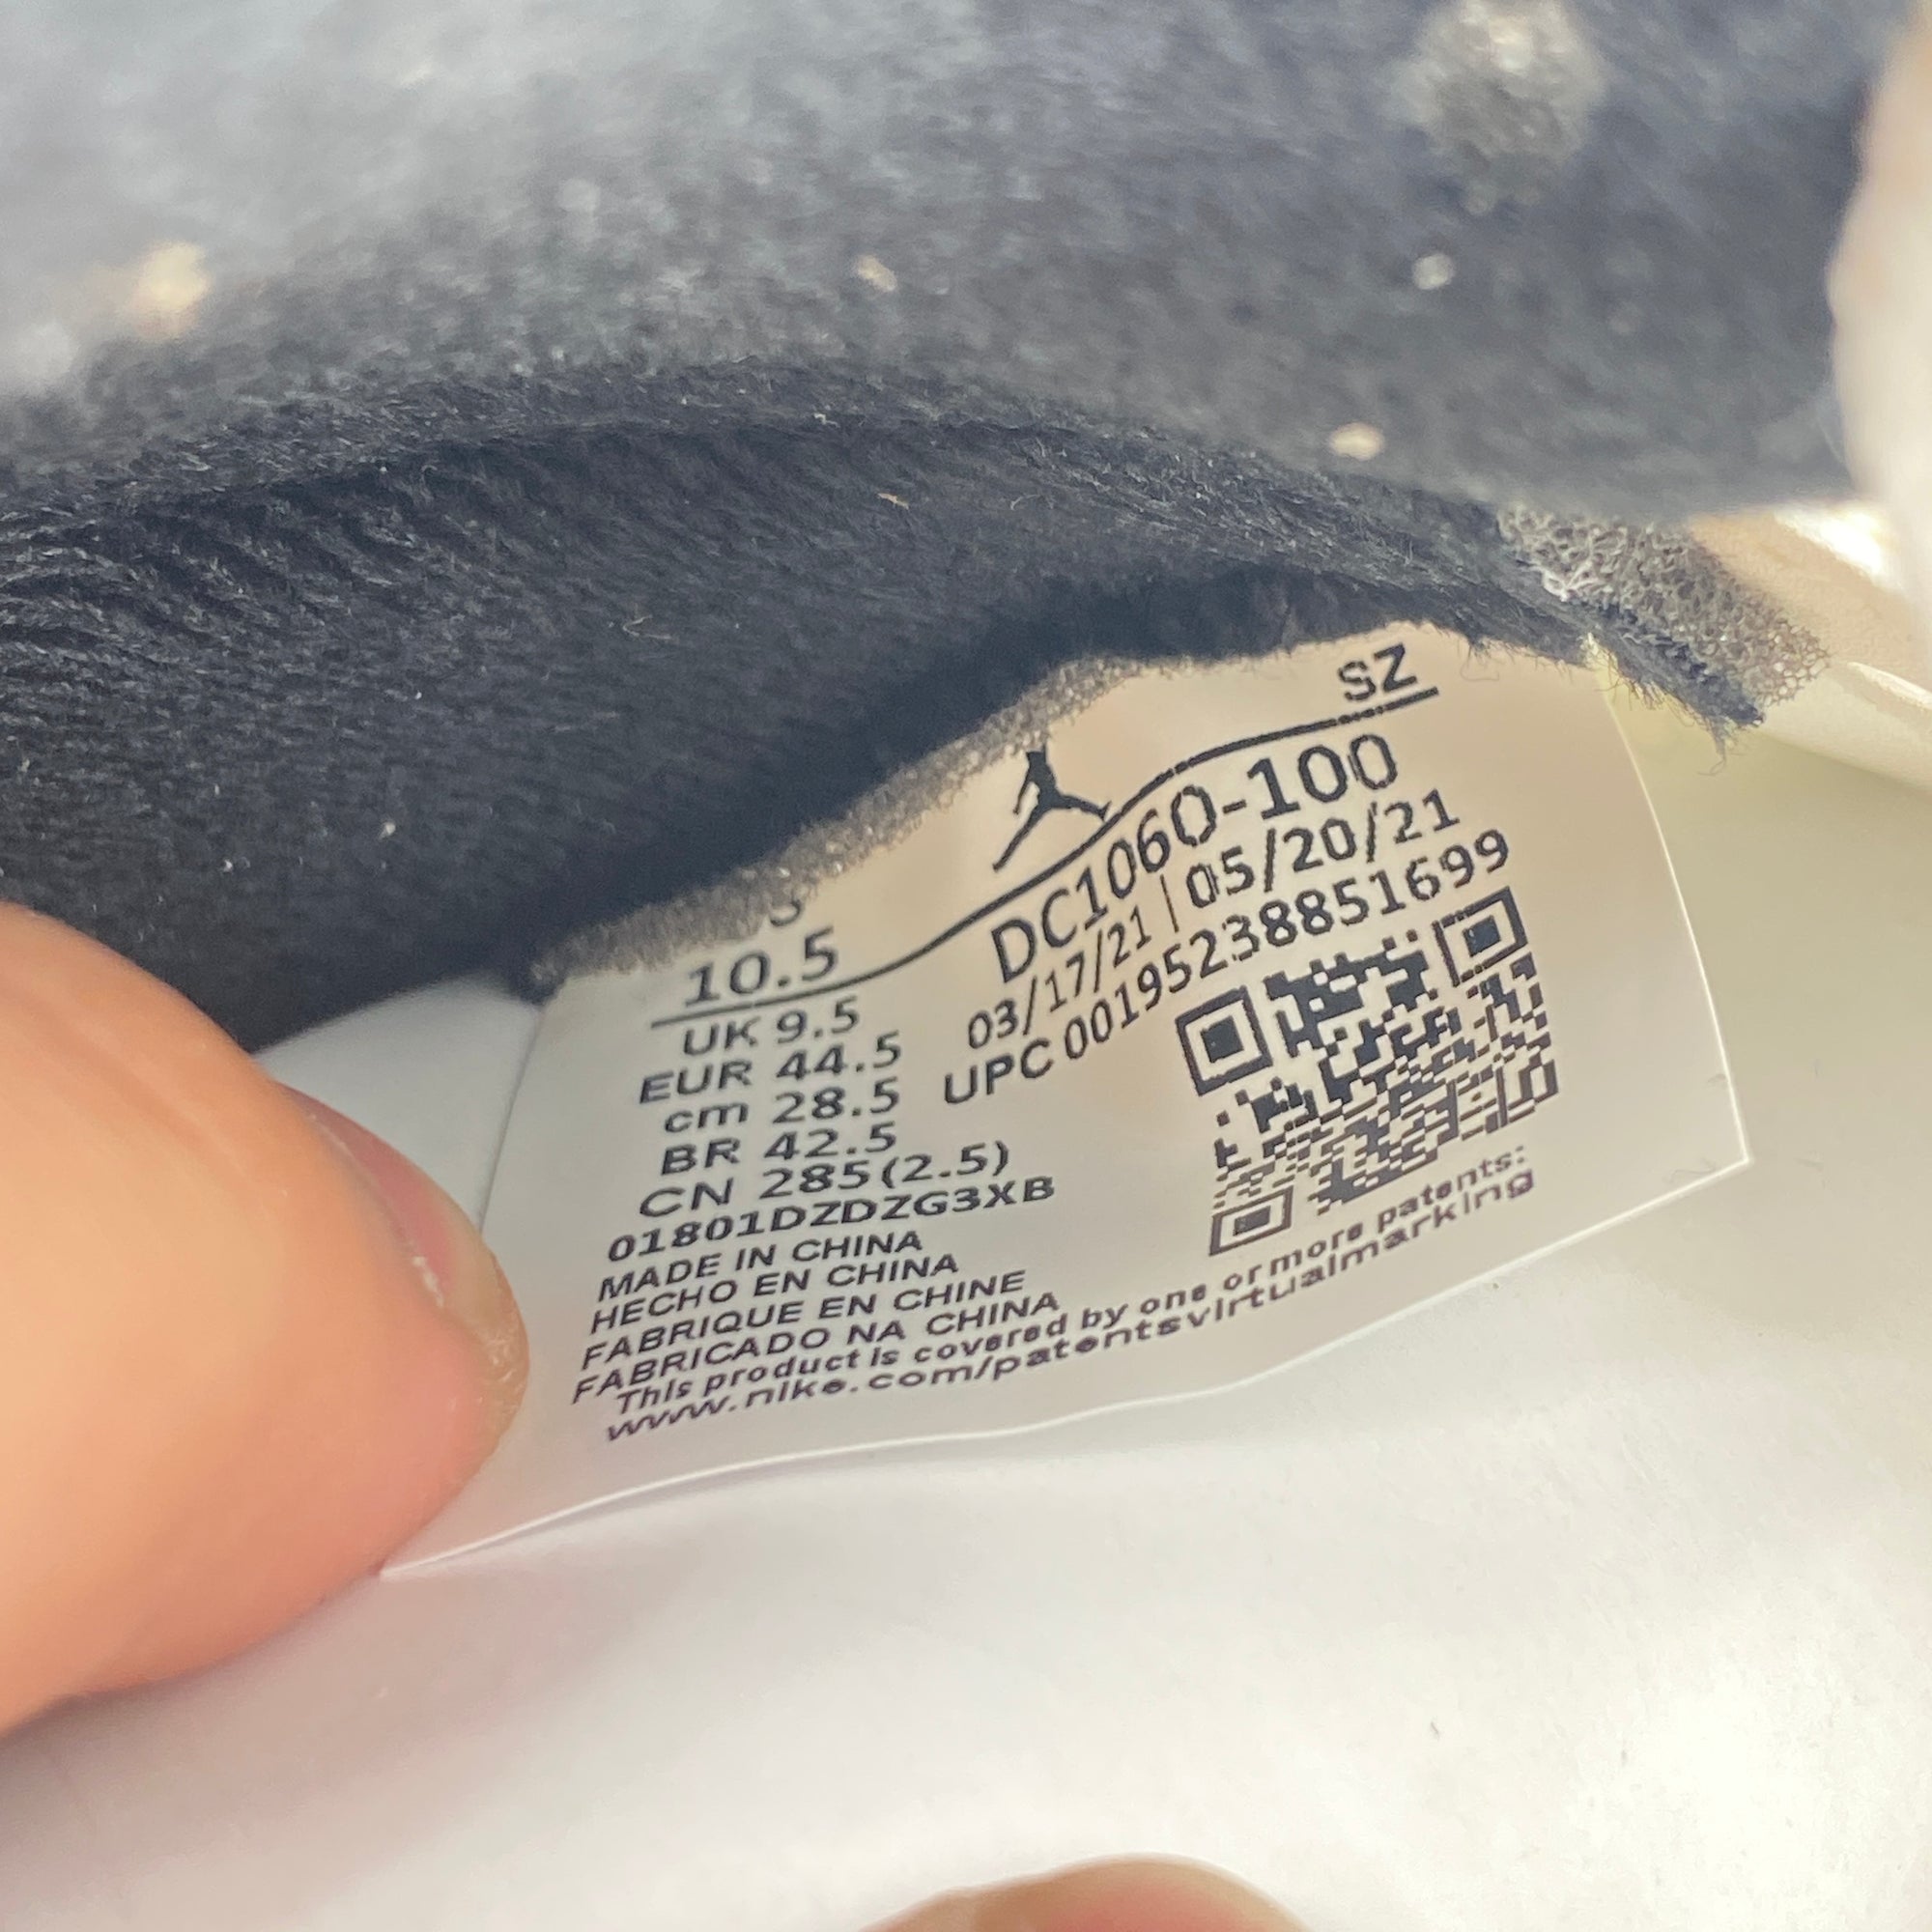 SZ
10.5
UK 9.5
EUR 44.5
cm 28.5
BR 42.5
CN 285(2.5)
01801DZDZG3XB
MADE IN CHINA
HECHO EN CHINA
FABRIQUE EN CHINE
FABRICADO NA CHINA
DC1060-100
03/17/21 | 05/20/21
UPC 00195238851699
This product is covered by one or more patents:
www.nike.com/patentsvirtualmarking